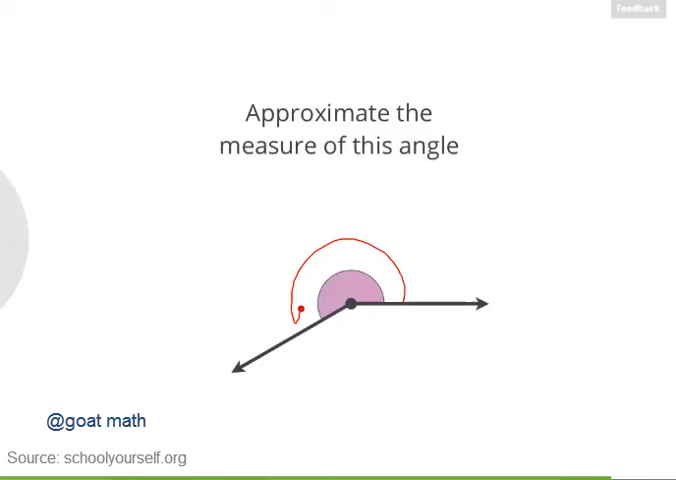 Feedback
Approximate the
measure of this angle
@goat math
Source: schoolyourself.org